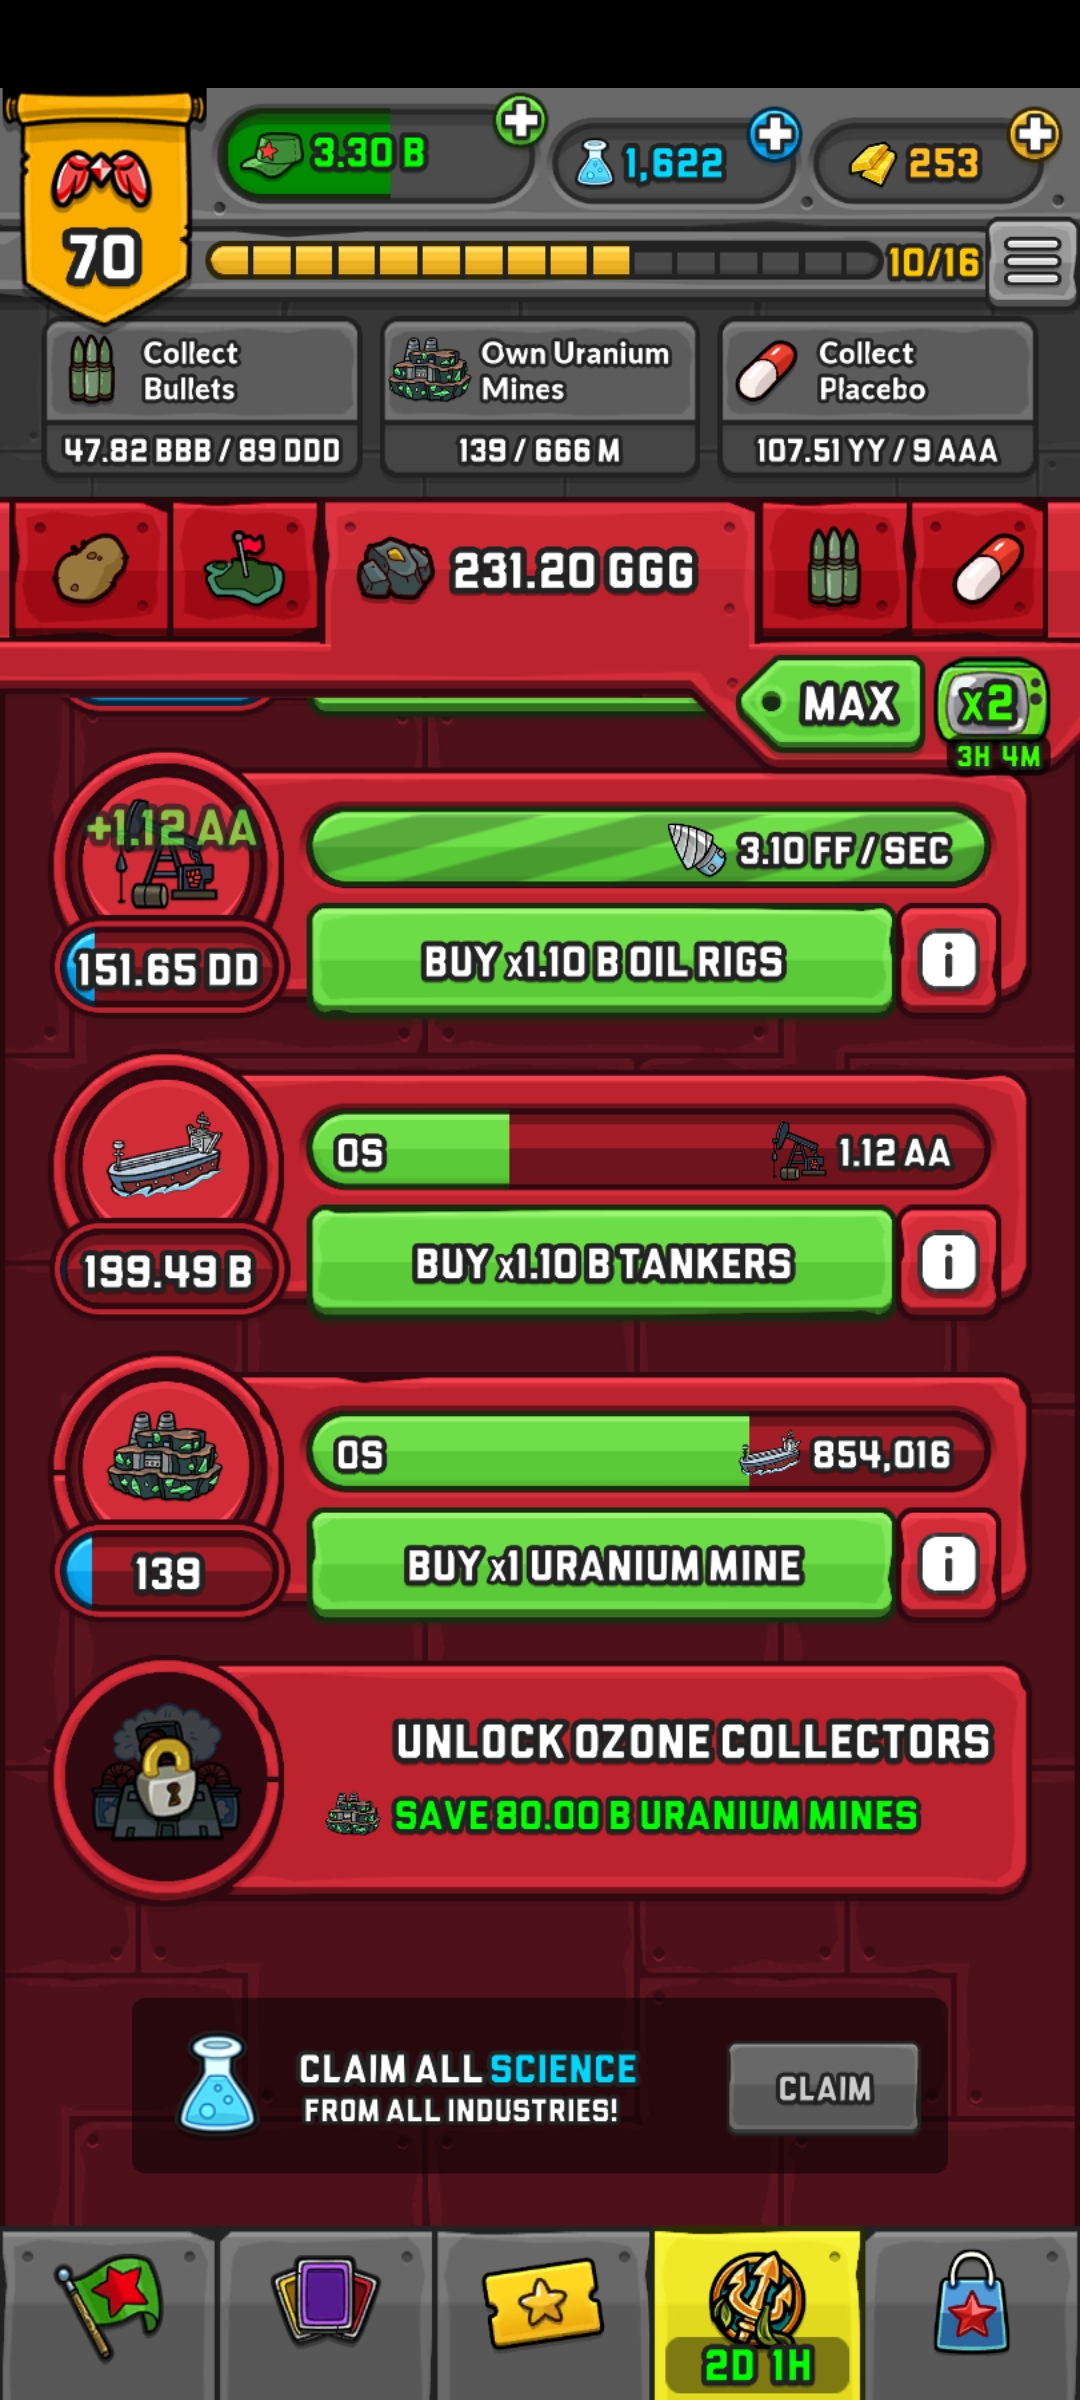 3.30 B
1,622
253
70
10/16
Collect
Bullets
47.82 BBB / 89 DDD
Own Uranium
Mines
139 / 666 M
Collect
Placebo
107.51 YY / 9 AAA
231.20 GGG
MAX
x2
3H 4M
+1.12 AA
3.10 FF / SEC
151.65 DD
BUY x1.10 B OIL RIGS
i
0S
1.12 AA
199.49 B
BUY x1.10 B TANKERS
i
0S
854,016
139
BUY x1 URANIUM MINE
i
UNLOCK OZONE COLLECTORS
SAVE 80.00 B URANIUM MINES
CLAIM ALL SCIENCE
FROM ALL INDUSTRIES!
CLAIM
2D 1H